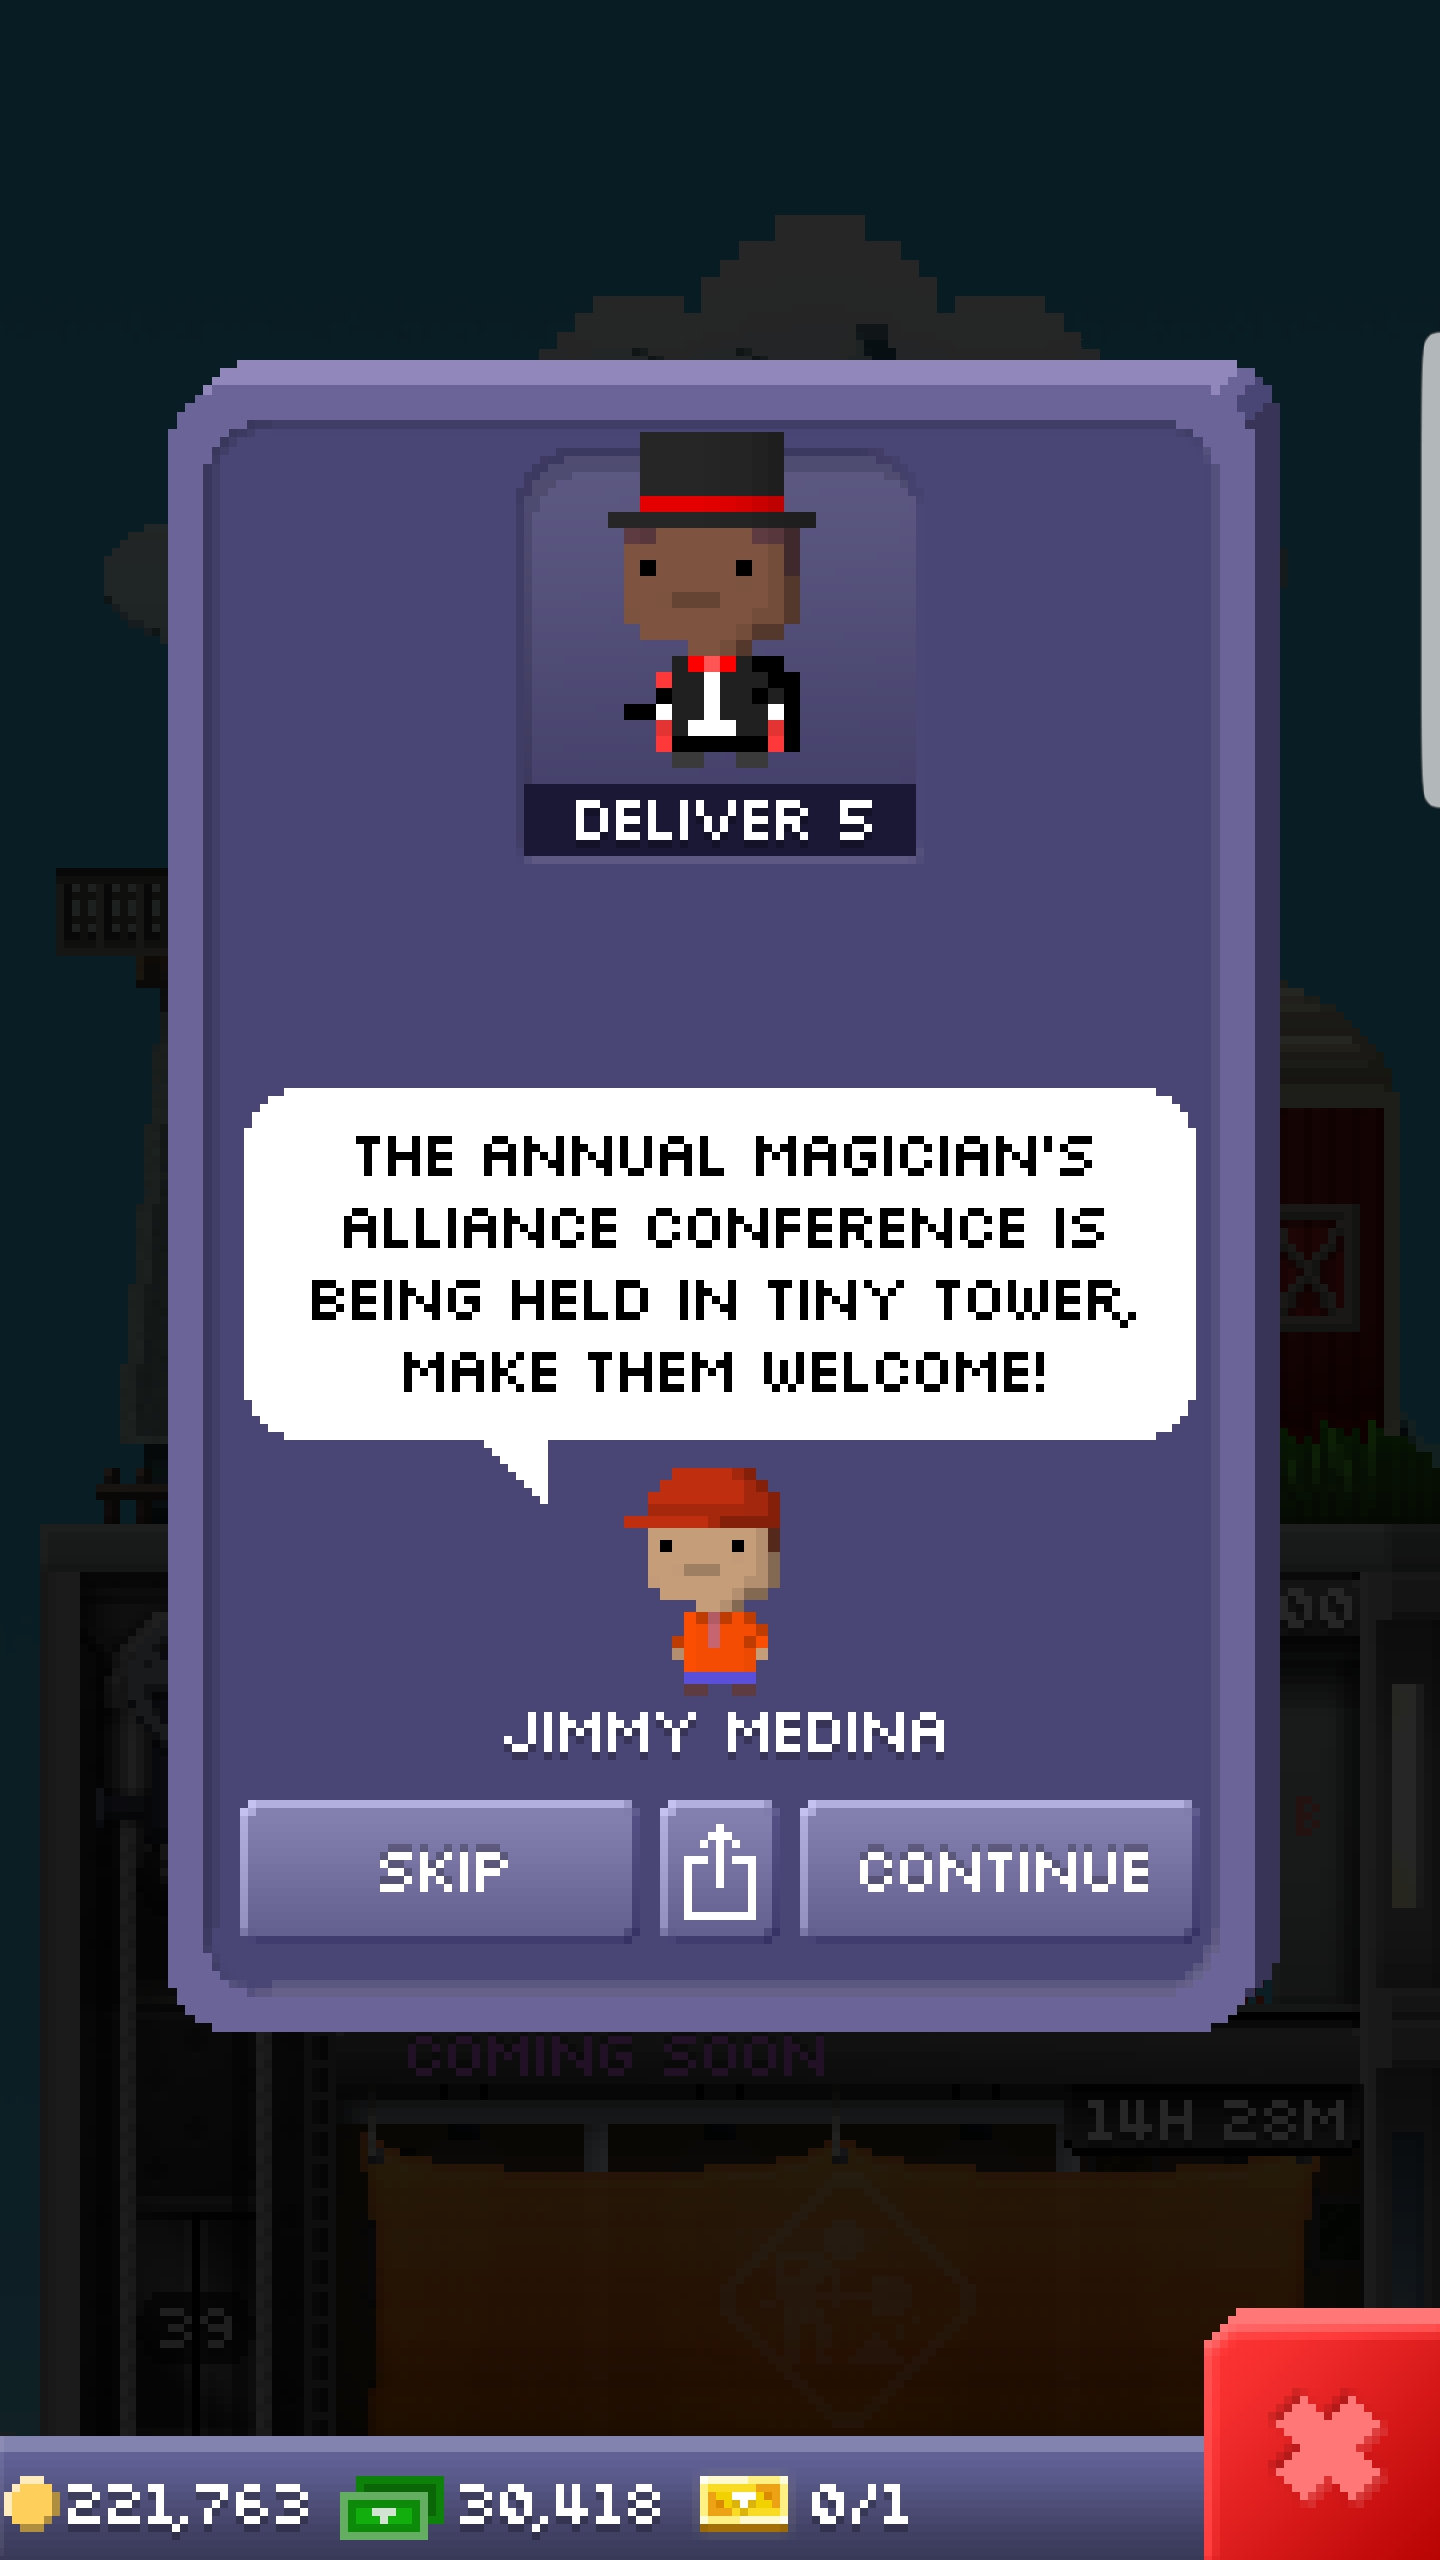 DELIVER 5
THE ANNUAL MAGICIAN'S
ALLIANCE CONFERENCE IS
BEING HELD IN TINY TOWER,
MAKE THEM WELCOME!
JIMMY MEDINA
SKIP
CONTINUE
00
B
COMING SOON
14H 28M
39
221,763
30,418
0/1